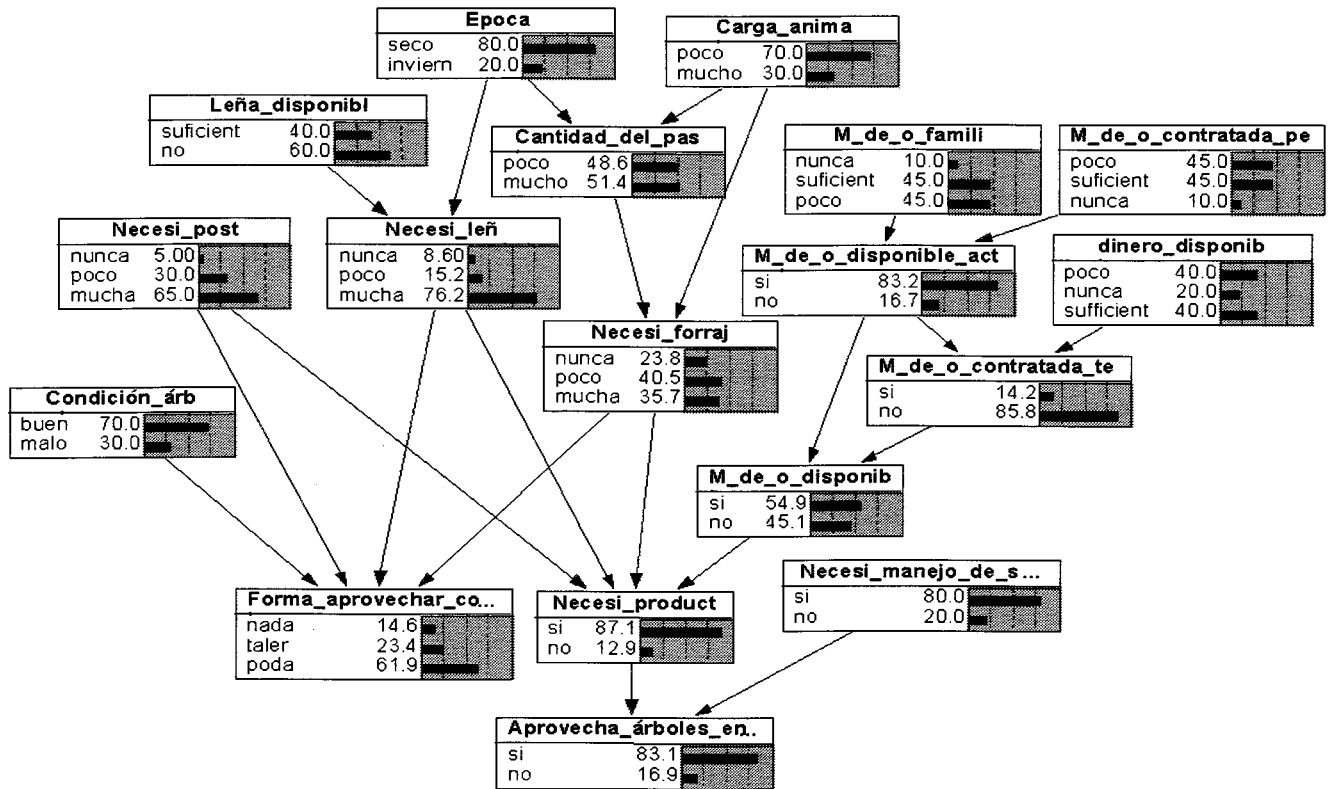 Epoca
seco 80.0
inviern 20.0
Carga_anima
poco 70.0
mucho 30.0
Leña_disponibl
suficient 40.0
no 60.0
Cantidad_del_pas
poco 48.6
mucho 51.4
M_de_o_famili
nunca 10.0
suficient 45.0
poco 45.0
M_de_o_contratada_pe
poco 45.0
suficient 45.0
nunca 10.0
Necesi_post
nunca 5.00
poco 30.0
mucha 65.0
Necesi_leñ
nunca 8.60
poco 15.2
mucha 76.2
M_de_o_disponible_act
si 83.2
no 16.7
dinero_disponib
poco 40.0
nunca 20.0
sufficient 40.0
Necesi_forraj
nunca 23.8
poco 40.5
mucha 35.7
M_de_o_contratada_te
si 14.2
no 85.8
Condición_árb
buen 70.0
malo 30.0
M_de_o_disponib
si 54.9
no 45.1
Necesi_manejo_de_s...
si 80.0
no 20.0
Forma_aprovechar_co...
nada 14.6
taler 23.4
poda 61.9
Necesi_product
si 87.1
no 12.9
Aprovecha_árboles_en..
si 83.1
no 16.9